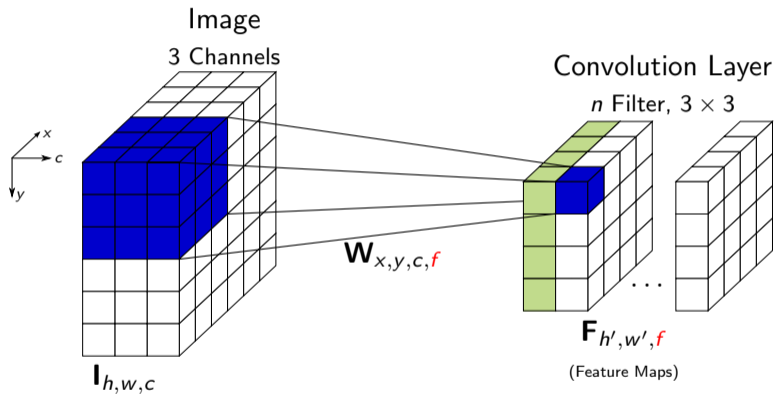 Image
3 Channels
x
c
y
I_{h,w,c}
W_{x,y,c,f}
Convolution Layer
n Filter, 3 × 3
...
F_{h′,w′,f}
(Feature Maps)